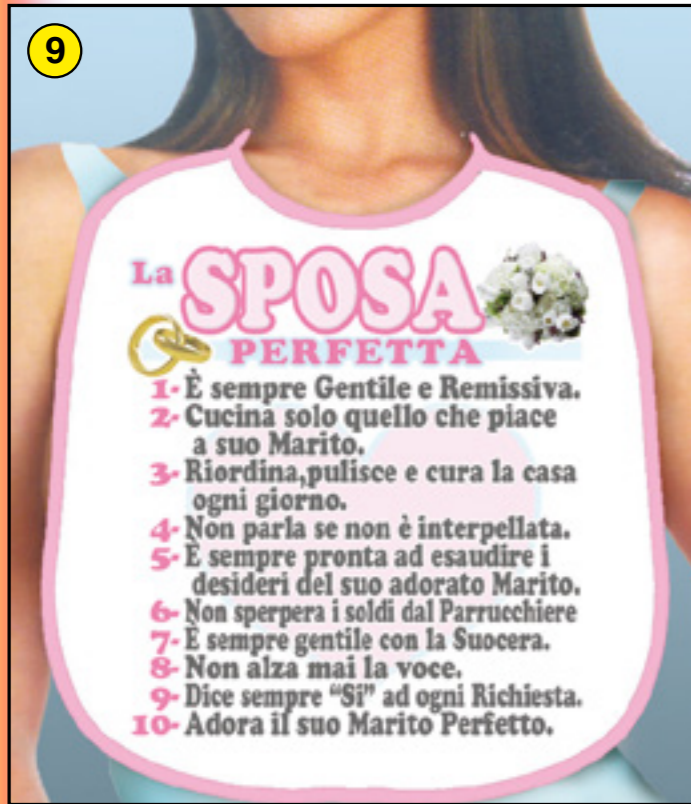 9
La SPOSA
PERFETTA
1- È sempre Gentile e Remissiva.
2- Cucina solo quello che piace
a suo Marito.
3- Riordina,pulisce e cura la casa
ogni giorno.
4- Non parla se non è interpellata.
5- È sempre pronta ad esaudire i
desideri del suo adorato Marito.
6- Non sperpera i soldi dal Parrucchiere
7- È sempre gentile con la Suocera.
8- Non alza mai la voce.
9- Dice sempre “Si” ad ogni Richiesta.
10- Adora il suo Marito Perfetto.